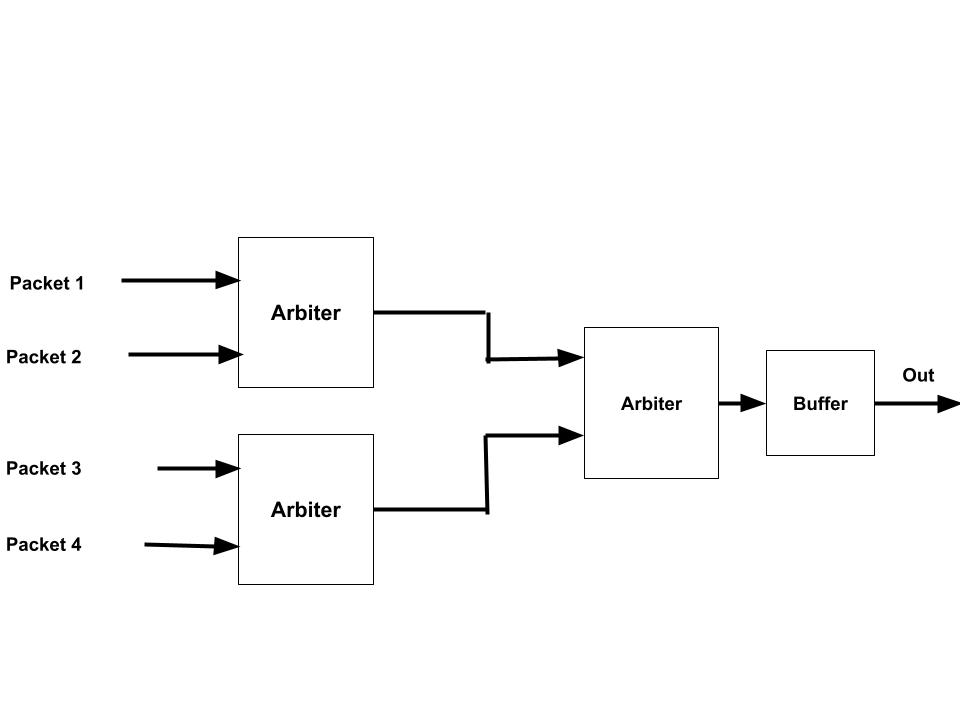 Packet 1
Packet 2
Packet 3
Packet 4
Arbiter
Arbiter
Arbiter
Buffer
Out